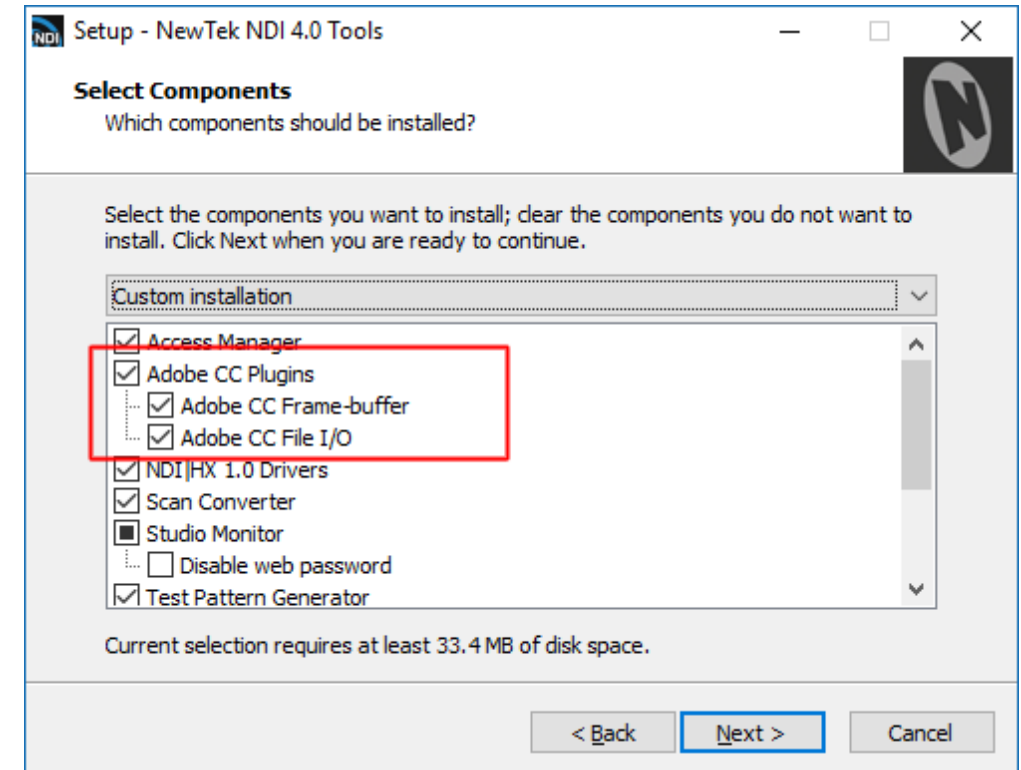 NDI Setup - NewTek NDI 4.0 Tools
Select Components
Which components should be installed?
N
Select the components you want to install; clear the components you do not want to
install. Click Next when you are ready to continue.
Custom installation
Access Manager
Adobe CC Plugins
Adobe CC Frame-buffer
Adobe CC File I/O
NDI|HX 1.0 Drivers
Scan Converter
Studio Monitor
Disable web password
Test Pattern Generator
Current selection requires at least 33.4 MB of disk space.
< Back Next > Cancel